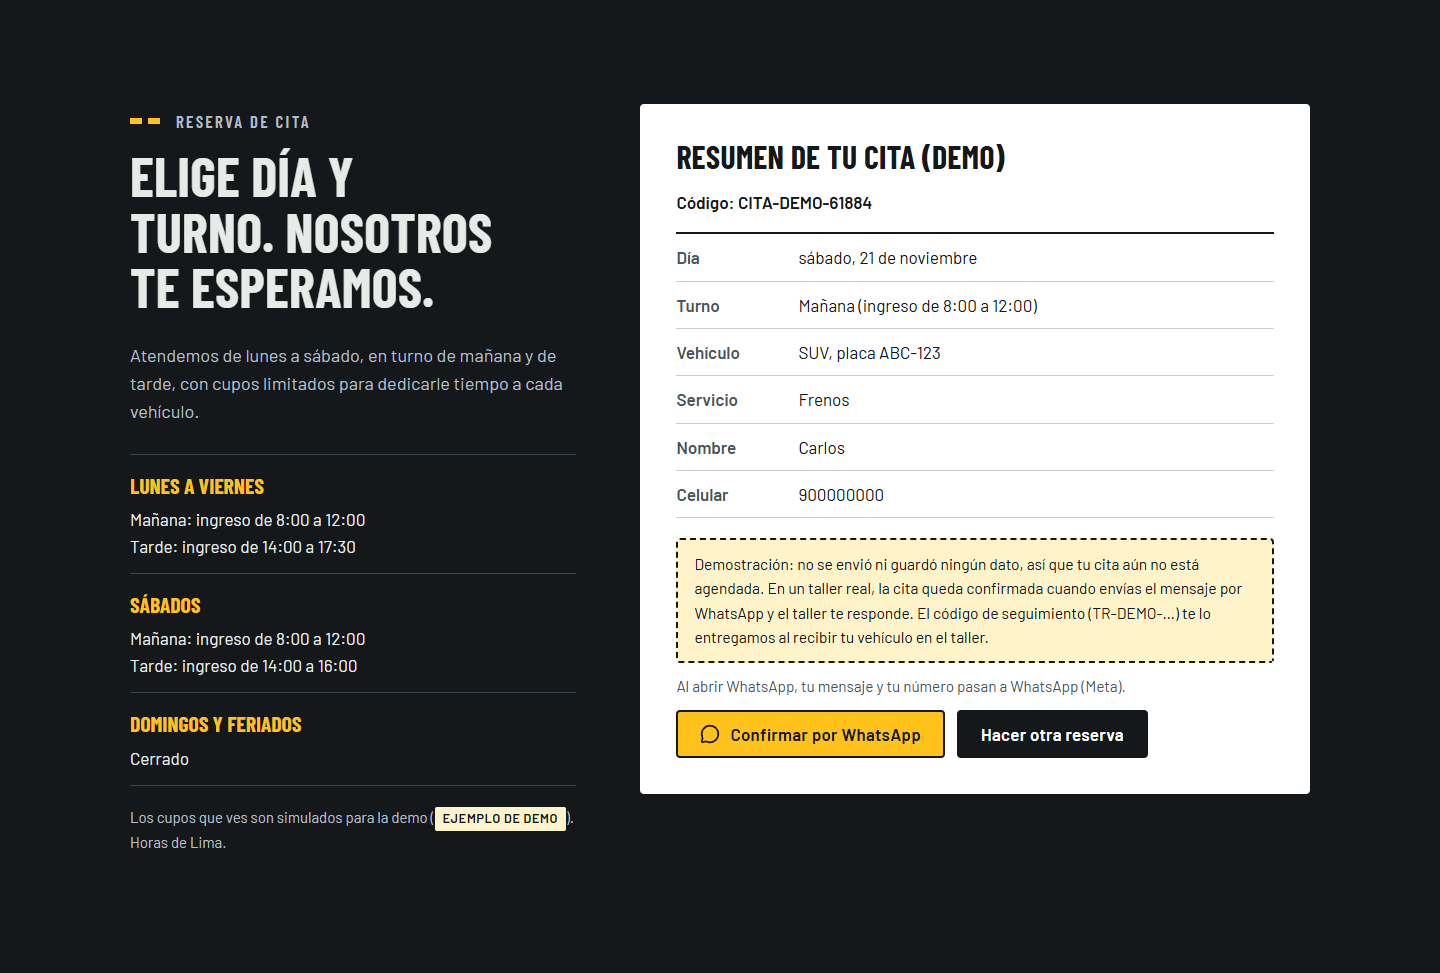 RESERVA DE CITA
ELIGE DÍA Y
TURNO. NOSOTROS
TE ESPERAMOS.
Atendemos de lunes a sábado, en turno de mañana y de
tarde, con cupos limitados para dedicarle tiempo a cada
vehículo.
LUNES A VIERNES
Mañana: ingreso de 8:00 a 12:00
Tarde: ingreso de 14:00 a 17:30
SÁBADOS
Mañana: ingreso de 8:00 a 12:00
Tarde: ingreso de 14:00 a 16:00
DOMINGOS Y FERIADOS
Cerrado
Los cupos que ves son simulados para la demo (EJEMPLO DE DEMO).
Horas de Lima.
RESUMEN DE TU CITA (DEMO)
Código: CITA-DEMO-61884
Día sábado, 21 de noviembre
Turno Mañana (ingreso de 8:00 a 12:00)
Vehículo SUV, placa ABC-123
Servicio Frenos
Nombre Carlos
Celular 900000000
Demostración: no se envió ni guardó ningún dato, así que tu cita aún no está
agendada. En un taller real, la cita queda confirmada cuando envías el mensaje por
WhatsApp y el taller te responde. El código de seguimiento (TR-DEMO-...) te lo
entregamos al recibir tu vehículo en el taller.
Al abrir WhatsApp, tu mensaje y tu número pasan a WhatsApp (Meta).
Confirmar por WhatsApp Hacer otra reserva